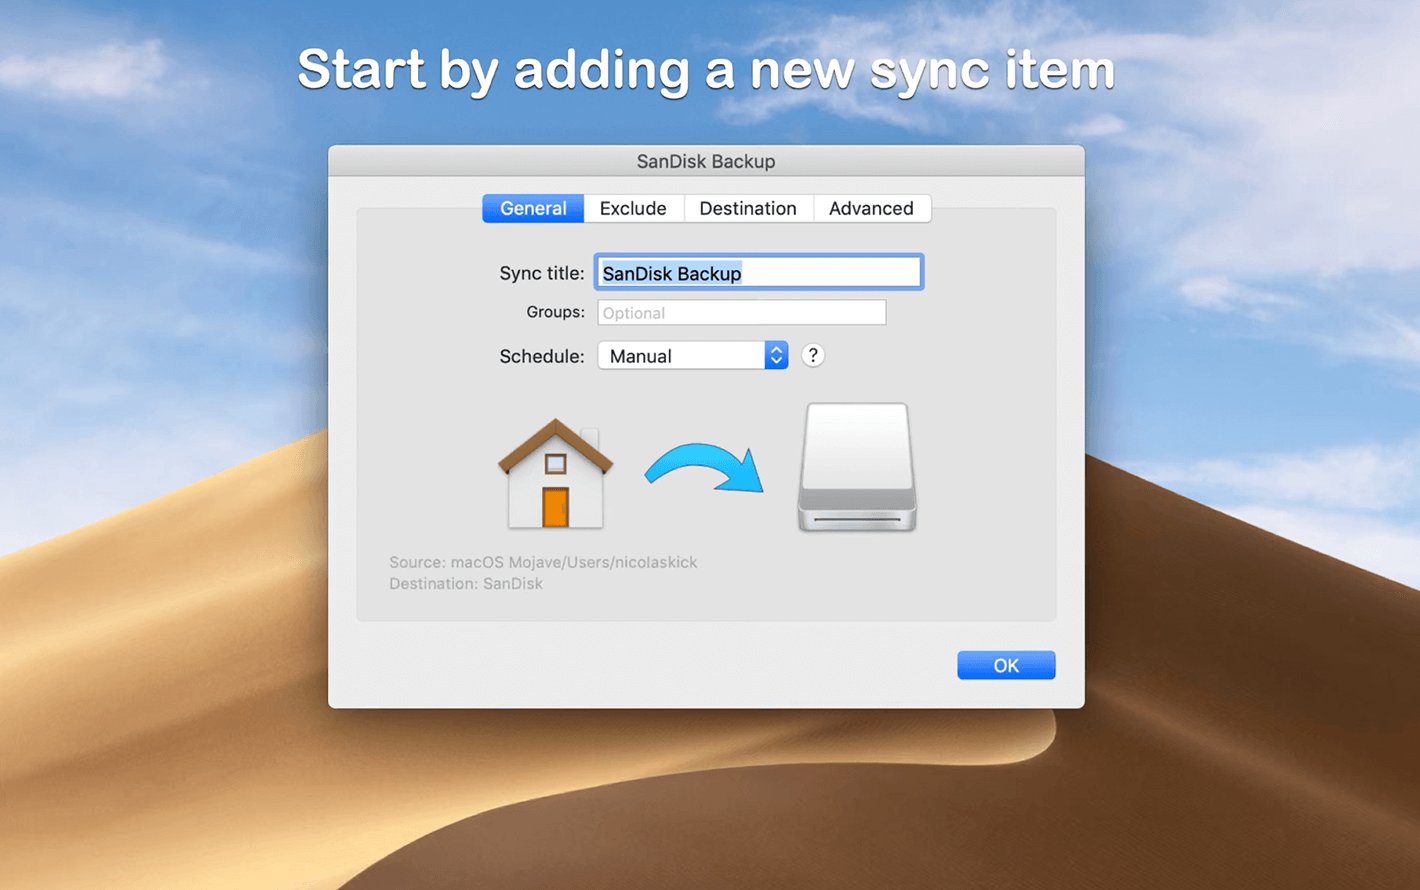 Start by adding a new sync item
SanDisk Backup
General Exclude Destination Advanced
Sync title: SanDisk Backup
Groups: Optional
Schedule: Manual ?
Source: macOS Mojave/Users/nicolaskick
Destination: SanDisk
OK